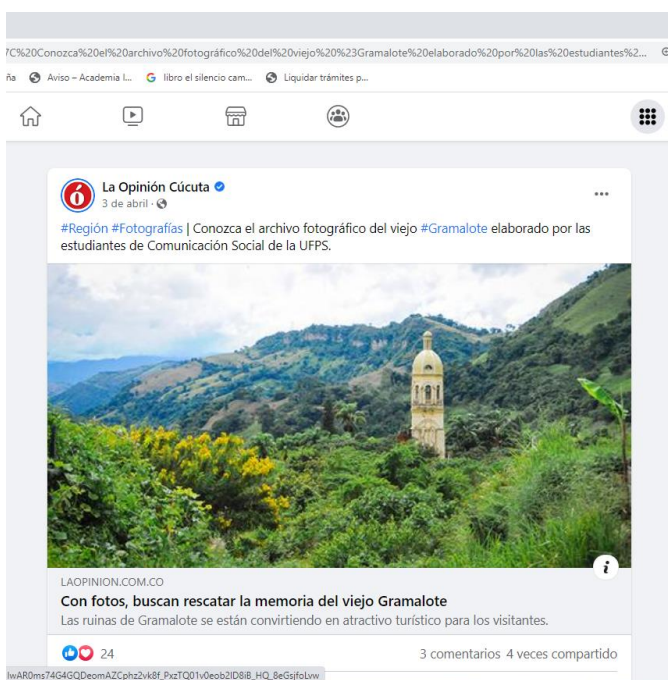 7C%20Conozca%20el%20archivo%20fotográfico%20del%20viejo%20%23Gramalote%20elaborado%20por%20las%20estudiantes%2...
ña Aviso – Academia l... G libro el silencio cam... Liquidar trámites p...
La Opinión Cúcuta
3 de abril ·
#Región #Fotografías | Conozca el archivo fotográfico del viejo #Gramalote elaborado por las
estudiantes de Comunicación Social de la UFPS.
LAOPINION.COM.CO
Con fotos, buscan rescatar la memoria del viejo Gramalote
Las ruinas de Gramalote se están convirtiendo en atractivo turístico para los visitantes.
24 3 comentarios 4 veces compartido